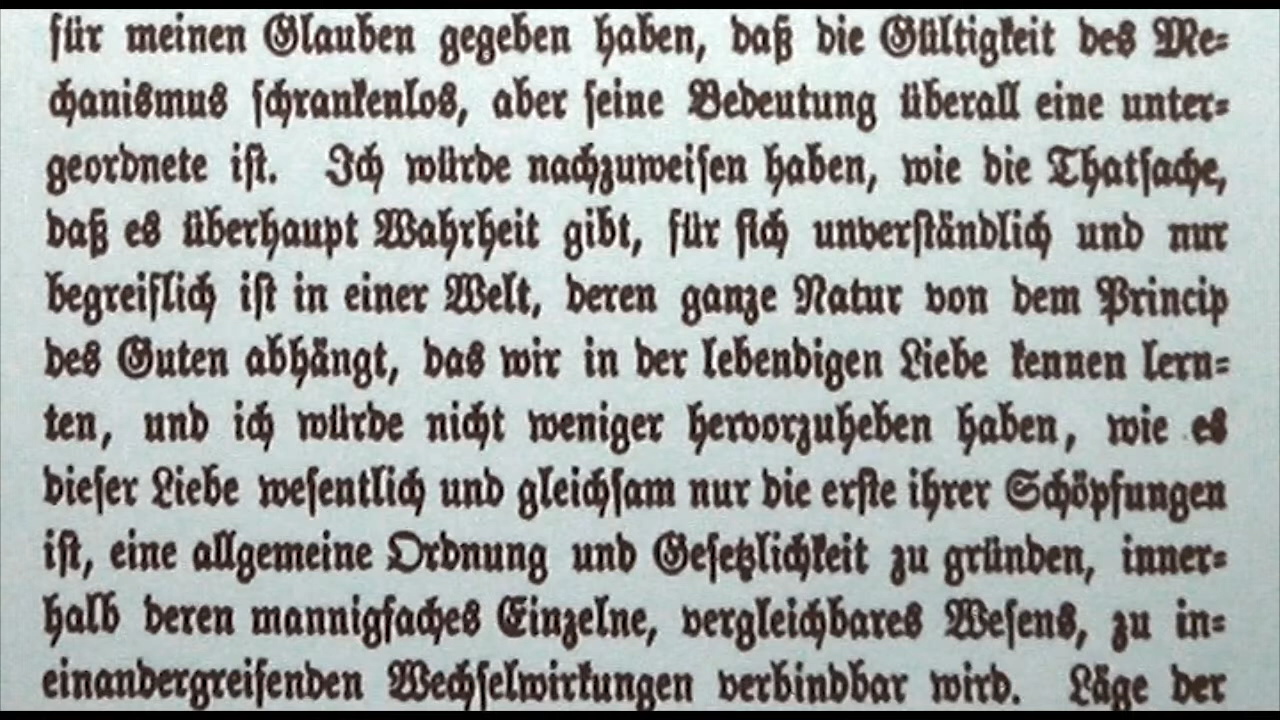 für meinen Glauben gegeben haben, daß die Gültigkeit des Me-
chanismus schrankenlos, aber seine Bedeutung überall eine unter-
geordnete ist. Ich würde nachzuweisen haben, wie die Thatsache,
daß es überhaupt Wahrheit gibt, für sich unverständlich und nur
begreiflich ist in einer Welt, deren ganze Natur von dem Princip
des Guten abhängt, das wir in der lebendigen Liebe kennen lern-
ten, und ich würde nicht weniger hervorzuheben haben, wie es
dieser Liebe wesentlich und gleichsam nur die erste ihrer Schöpfungen
ist, eine allgemeine Ordnung und Gesetzlichkeit zu gründen, inner-
halb deren mannigfaches Einzelne, vergleichbares Wesens, zu in-
einandergreifenden Wechselwirkungen verbindbar wird. Läge der